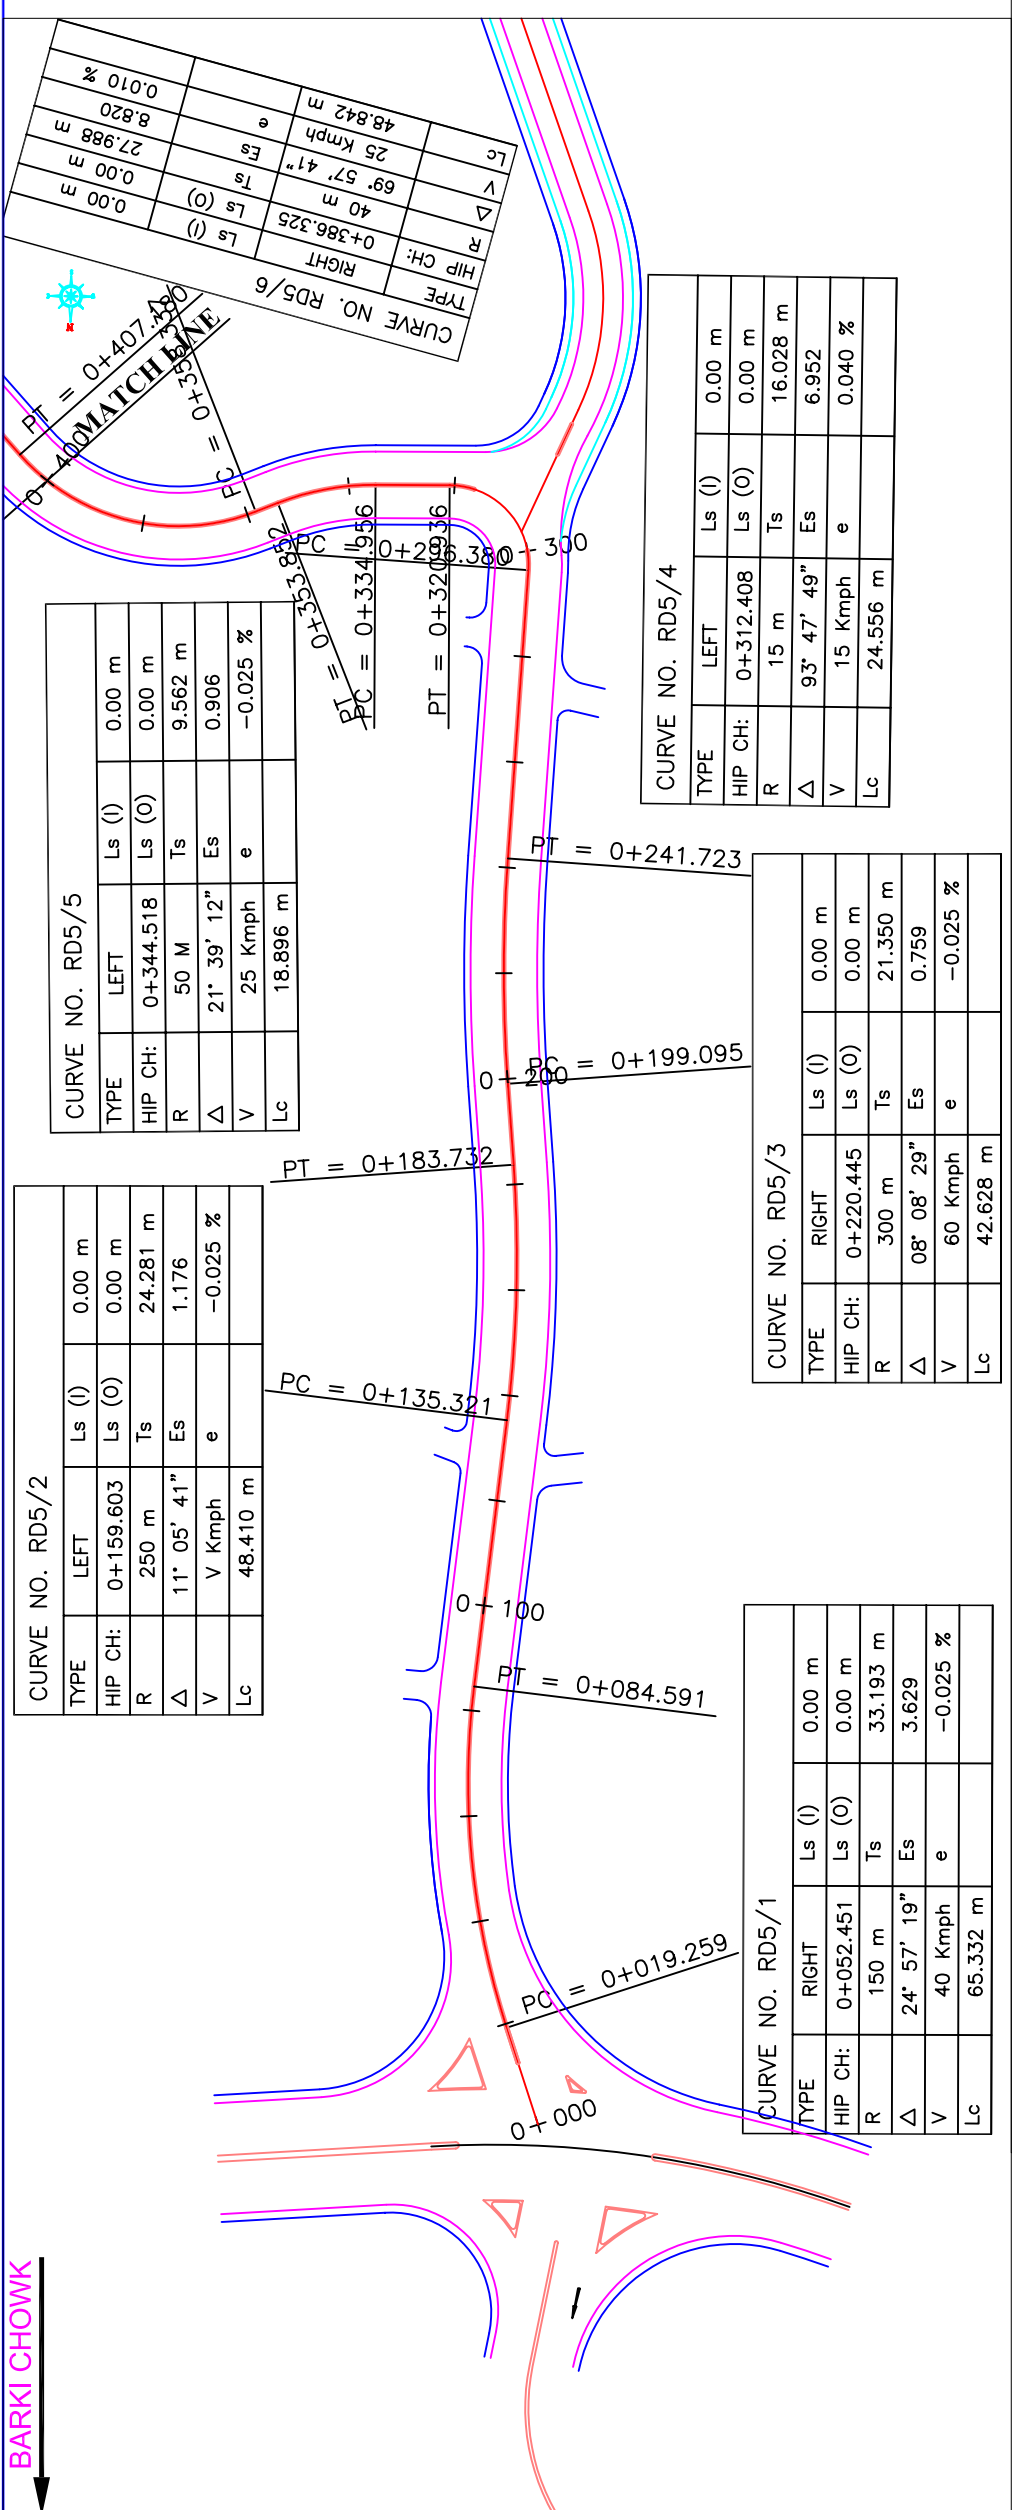 CURVE NO. RD5/6
TYPE RIGHT Ls (I) 0.00 m
HIP CH: 0+386.325 Ls (O) 0.00 m
R 40 m Ts 27.988 m
△ 69° 57' 41" Es 8.820
V 25 Kmph e 0.010 %
Lc 48.842 m
N
PT = 0+407.180
MATCH LINE
0+400
PT = 0+353.852
PC = 0+334.956
PT = 0+320.936
PC = 0+296.380
0+300
CURVE NO. RD5/4
TYPE LEFT Ls (I) 0.00 m
HIP CH: 0+312.408 Ls (O) 0.00 m
R 15 m Ts 16.028 m
△ 93° 47' 49" Es 6.952
V 15 Kmph e 0.040 %
Lc 24.556 m
CURVE NO. RD5/5
TYPE LEFT Ls (I) 0.00 m
HIP CH: 0+344.518 Ls (O) 0.00 m
R 50 M Ts 9.562 m
△ 21° 39' 12" Es 0.906
V 25 Kmph e -0.025 %
Lc 18.896 m
PT = 0+241.723
PC = 0+199.095
0+200
CURVE NO. RD5/3
TYPE RIGHT Ls (I) 0.00 m
HIP CH: 0+220.445 Ls (O) 0.00 m
R 300 m Ts 21.350 m
△ 08° 08' 29" Es 0.759
V 60 Kmph e -0.025 %
Lc 42.628 m
PT = 0+183.732
PC = 0+135.321
CURVE NO. RD5/2
TYPE LEFT Ls (I) 0.00 m
HIP CH: 0+159.603 Ls (O) 0.00 m
R 250 m Ts 24.281 m
△ 11° 05' 41" Es 1.176
V V Kmph e -0.025 %
Lc 48.410 m
0+100
PT = 0+084.591
PC = 0+019.259
0+000
CURVE NO. RD5/1
TYPE RIGHT Ls (I) 0.00 m
HIP CH: 0+052.451 Ls (O) 0.00 m
R 150 m Ts 33.193 m
△ 24° 57' 19" Es 3.629
V 40 Kmph e -0.025 %
Lc 65.332 m
BARKI CHOWK